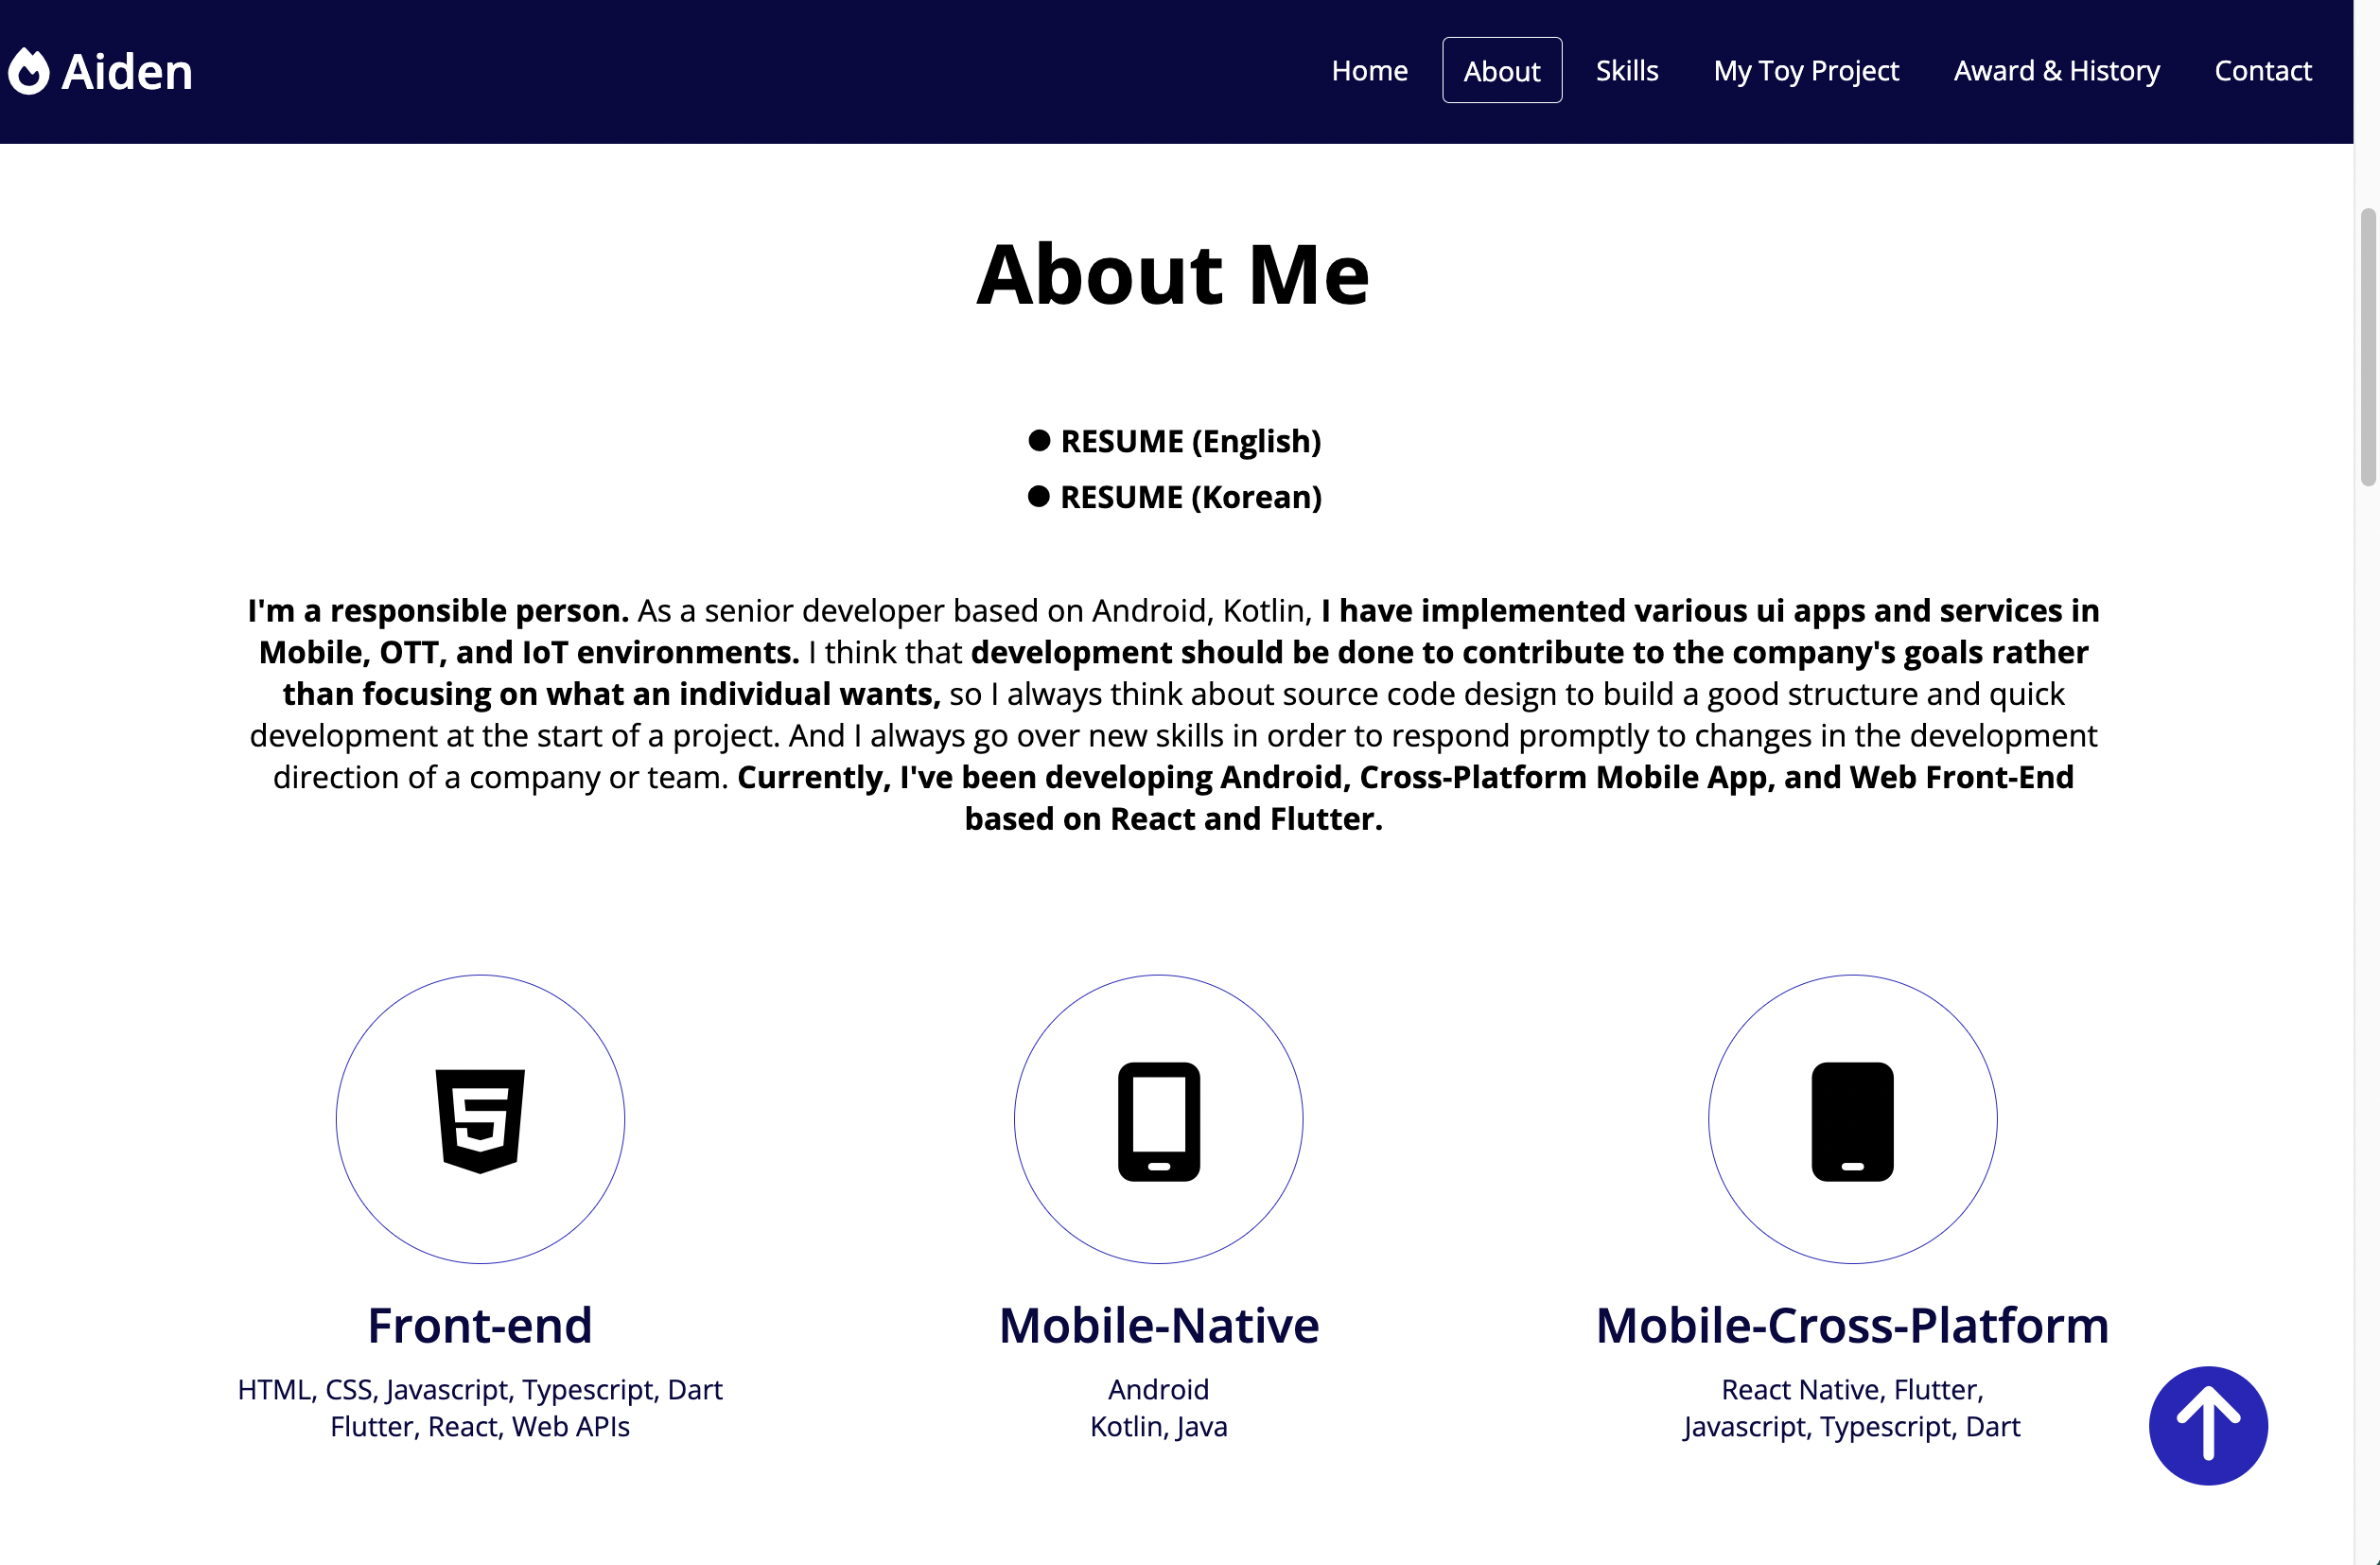 Aiden
Home About Skills My Toy Project Award & History Contact
About Me
● RESUME (English)
● RESUME (Korean)
I'm a responsible person. As a senior developer based on Android, Kotlin, I have implemented various ui apps and services in
Mobile, OTT, and IoT environments. I think that development should be done to contribute to the company's goals rather
than focusing on what an individual wants, so I always think about source code design to build a good structure and quick
development at the start of a project. And I always go over new skills in order to respond promptly to changes in the development
direction of a company or team. Currently, I've been developing Android, Cross-Platform Mobile App, and Web Front-End
based on React and Flutter.
Front-end
HTML, CSS, Javascript, Typescript, Dart
Flutter, React, Web APIs
Mobile-Native
Android
Kotlin, Java
Mobile-Cross-Platform
React Native, Flutter,
Javascript, Typescript, Dart